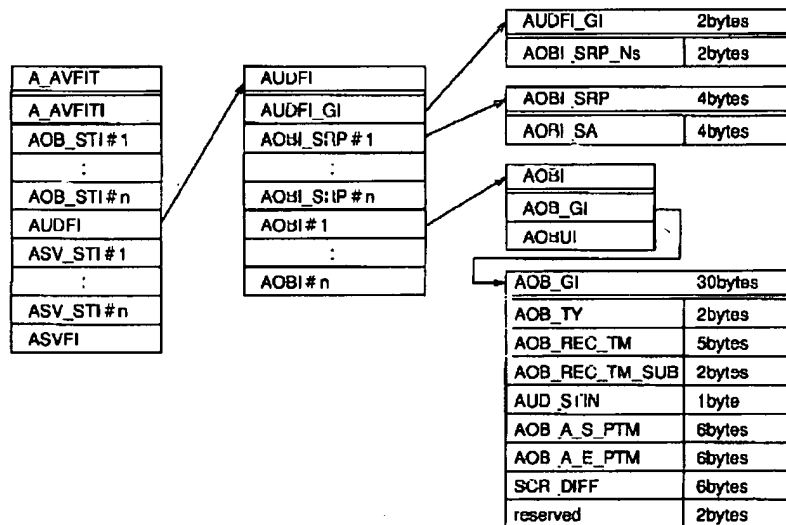 A_AVFIT
A_AVFITI
AOB_STI#1
:
AOB_STI#n
AUDFI
ASV_STI#1
:
ASV_STI#n
ASVFI
AUDFI
AUDFI_GI
AOBI_SRP#1
:
AOBI_SRP#n
AOBI#1
:
AOBI#n
AUDFI_GI 2bytes
AOBI_SRP_Ns 2bytes
AOBI_SRP 4bytes
AOBI_SA 4bytes
AOBI
AOB_GI
AOBUI
AOB_GI 30bytes
AOB_TY 2bytes
AOB_REC_TM 5bytes
AOB_REC_TM_SUB 2bytes
AUD_STIN 1byte
AOB_A_S_PTM 6bytes
AOB_A_E_PTM 6bytes
SCR_DIFF 6bytes
reserved 2bytes